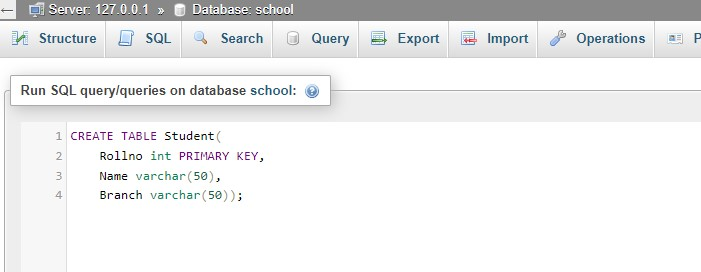 ← Server: 127.0.0.1 » Database: school
Structure SQL Search Query Export Import Operations P
Run SQL query/queries on database school:
1 CREATE TABLE Student(
2 Rollno int PRIMARY KEY,
3 Name varchar(50),
4 Branch varchar(50));